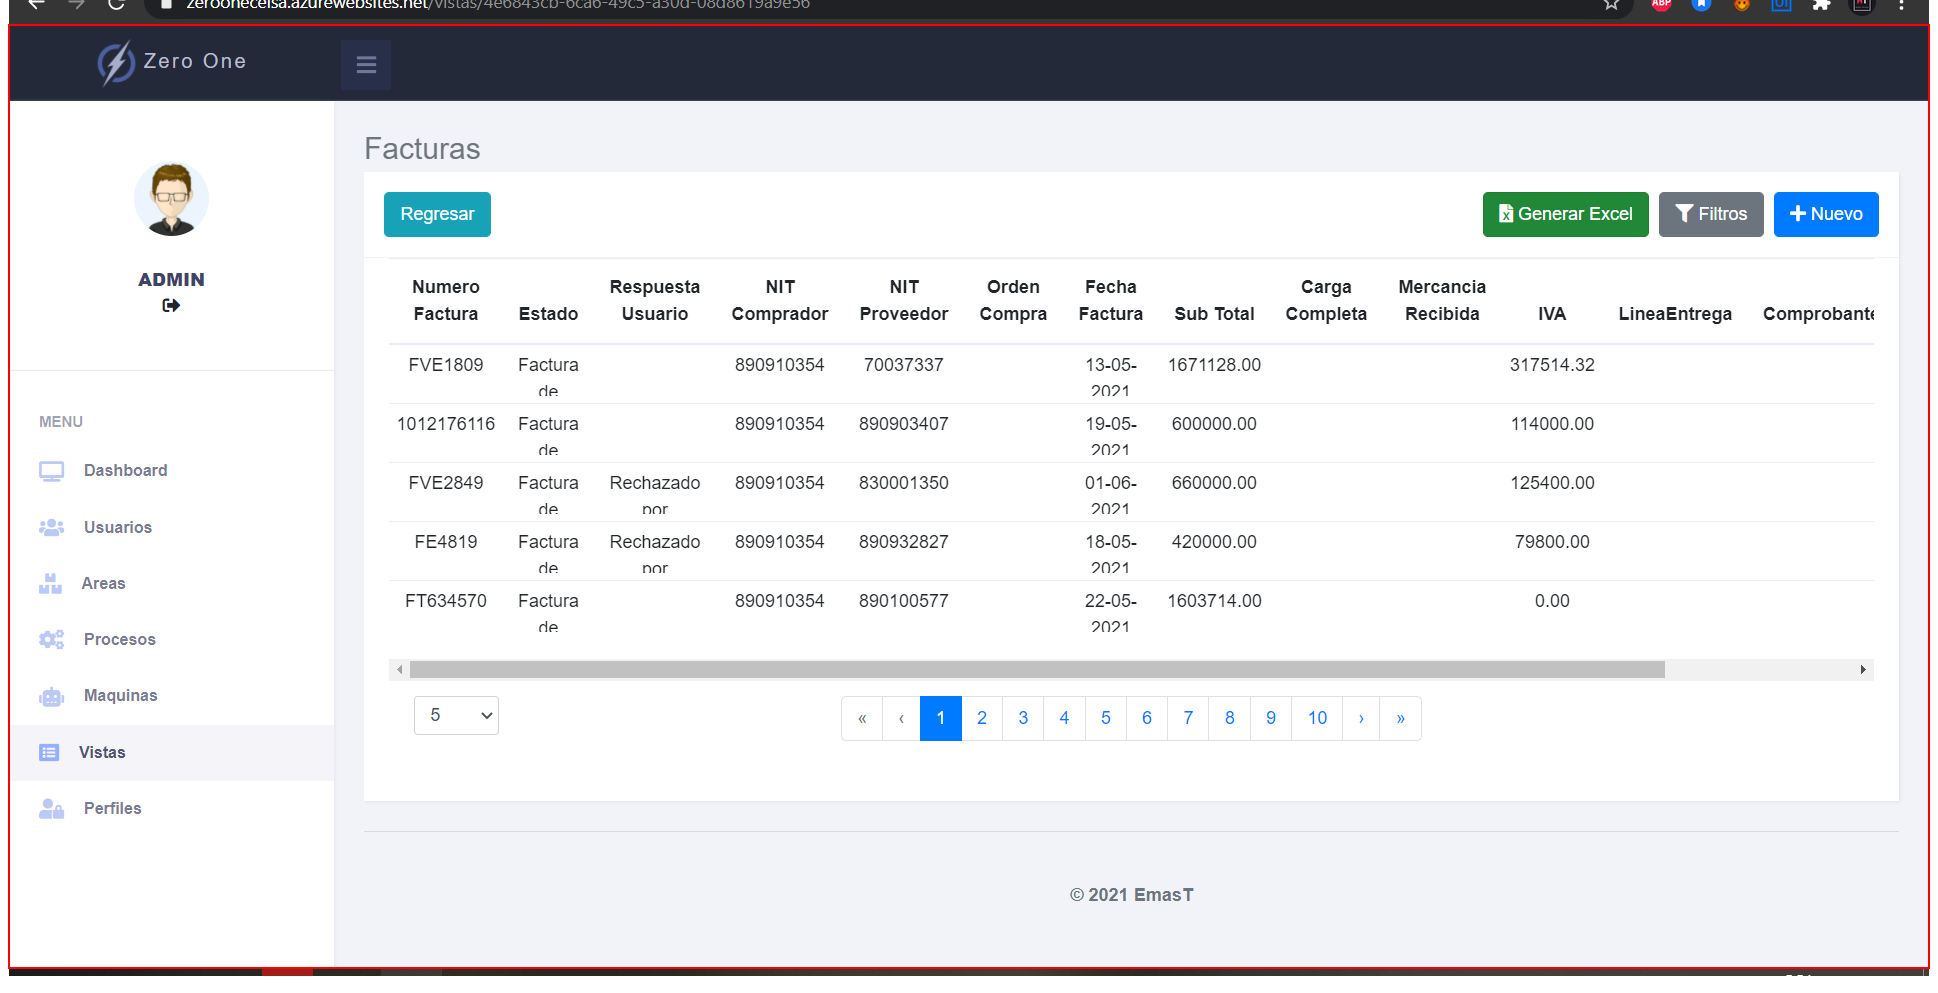 zerooneceisa.azurewebsites.net/vistas/4e6843cb-6ca6-49c5-a30d-08d8619a9e56
ABP
Zero One
ADMIN
MENU
Dashboard
Usuarios
Areas
Procesos
Maquinas
Vistas
Perfiles
Facturas
Regresar
Generar Excel Filtros Nuevo
Numero Factura Estado Respuesta Usuario NIT Comprador NIT Proveedor Orden Compra Fecha Factura Sub Total Carga Completa Mercancia Recibida IVA LineaEntrega Comprobante
FVE1809 Factura de 890910354 70037337 13-05-2021 1671128.00 317514.32
1012176116 Factura de 890910354 890903407 19-05-2021 600000.00 114000.00
FVE2849 Factura de Rechazado por 890910354 830001350 01-06-2021 660000.00 125400.00
FE4819 Factura de Rechazado por 890910354 890932827 18-05-2021 420000.00 79800.00
FT634570 Factura de 890910354 890100577 22-05-2021 1603714.00 0.00
5
« ‹ 1 2 3 4 5 6 7 8 9 10 › »
© 2021 EmasT